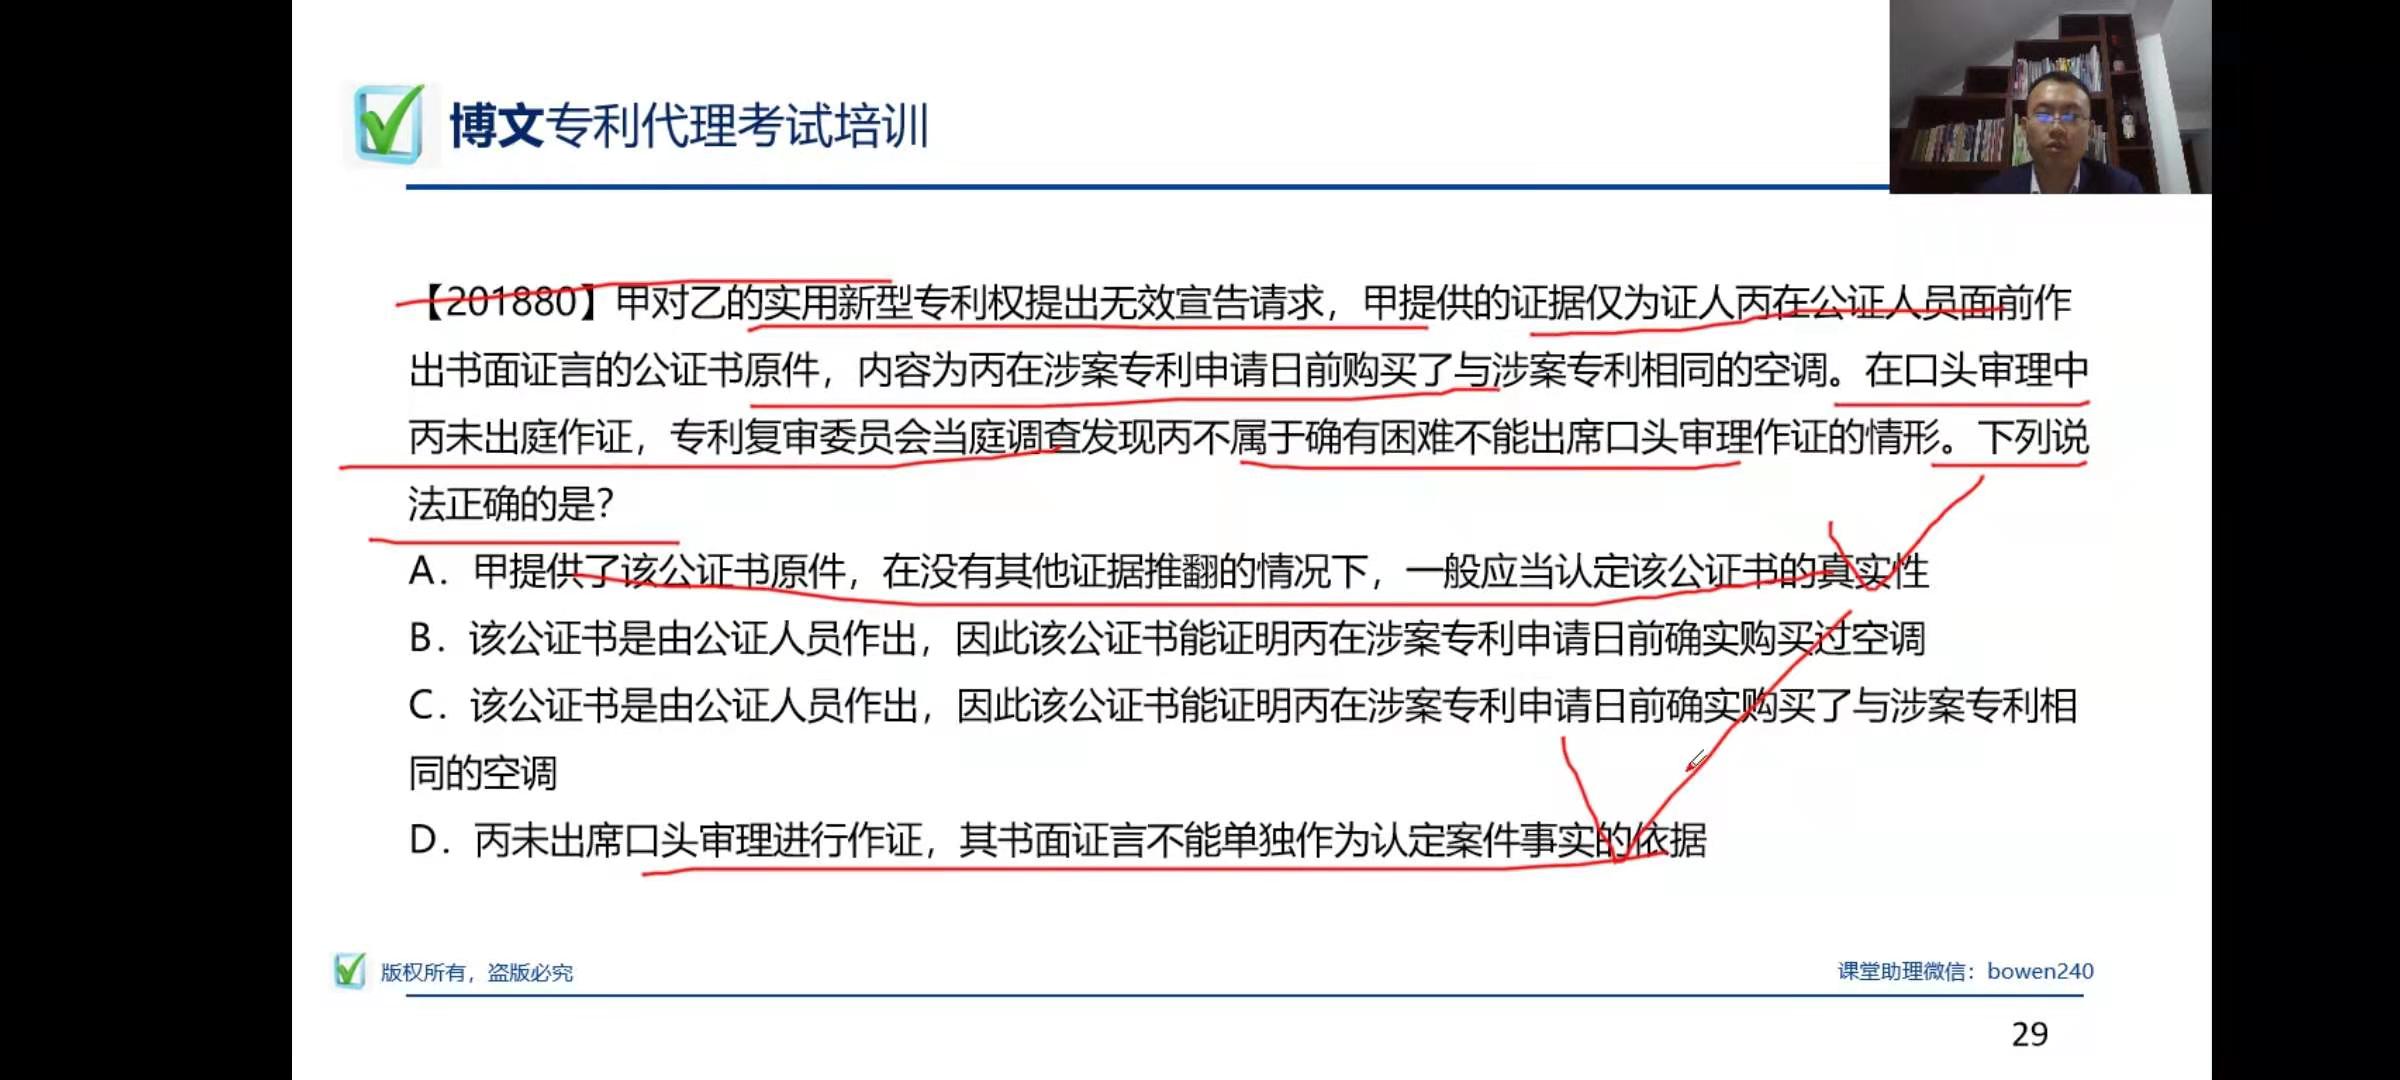 博文专利代理考试培训
【201880】甲对乙的实用新型专利权提出无效宣告请求，甲提供的证据仅为证人丙在公证人员面前作
出书面证言的公证书原件，内容为丙在涉案专利申请日前购买了与涉案专利相同的空调。在口头审理中
丙未出庭作证，专利复审委员会当庭调查发现丙不属于确有困难不能出席口头审理作证的情形。下列说
法正确的是？
A．甲提供了该公证书原件，在没有其他证据推翻的情况下，一般应当认定该公证书的真实性
B．该公证书是由公证人员作出，因此该公证书能证明丙在涉案专利申请日前确实购买过空调
C．该公证书是由公证人员作出，因此该公证书能证明丙在涉案专利申请日前确实购买了与涉案专利相
同的空调
D．丙未出席口头审理进行作证，其书面证言不能单独作为认定案件事实的依据
版权所有，盗版必究
课堂助理微信：bowen240
29